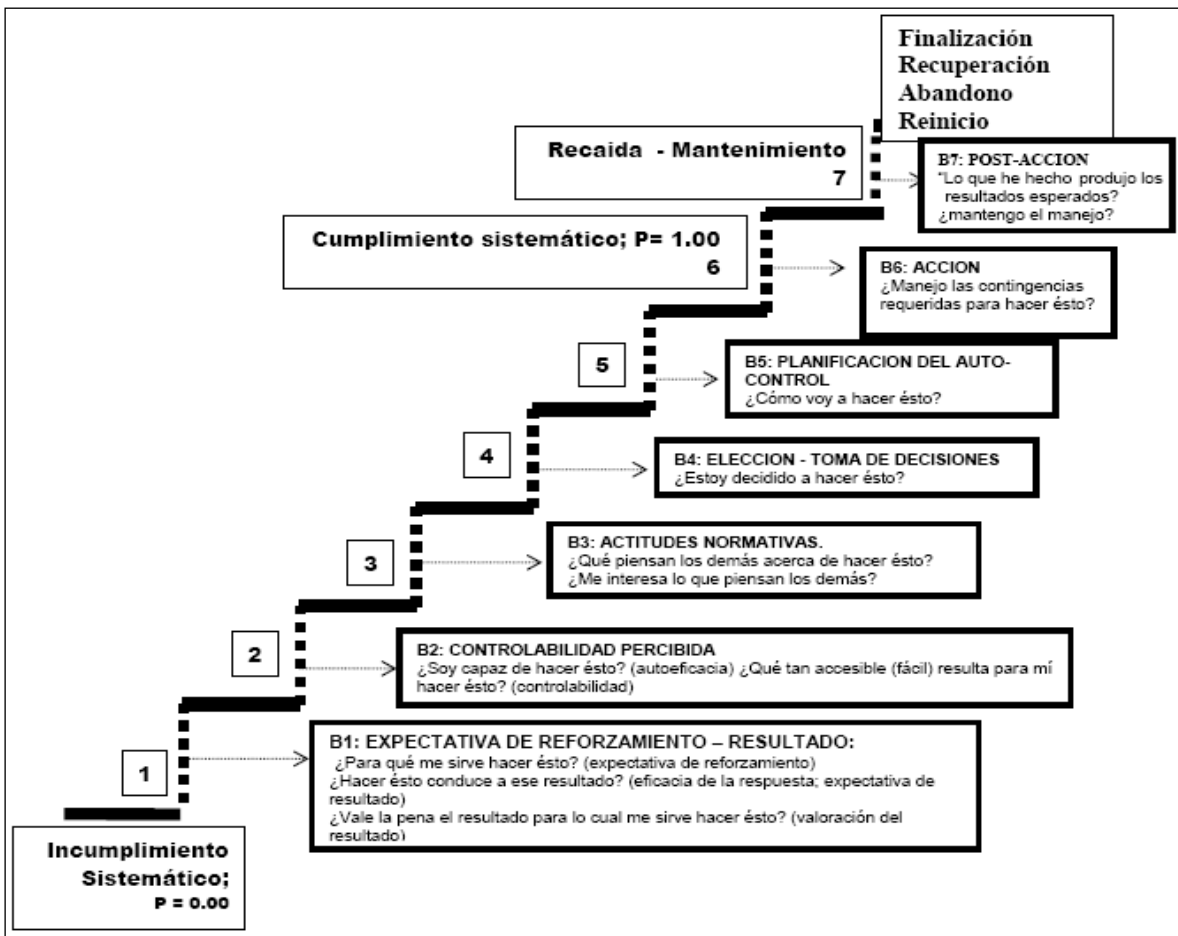 Finalización
Recuperación
Abandono
Reinicio
Recaida - Mantenimiento
7
B7: POST-ACCION
"Lo que he hecho produjo los
resultados esperados?
¿mantengo el manejo?
Cumplimiento sistemático; P= 1.00
6
B6: ACCION
¿Manejo las contingencias
requeridas para hacer ésto?
5
B5: PLANIFICACION DEL AUTO-
CONTROL
¿Cómo voy a hacer ésto?
4
B4: ELECCION - TOMA DE DECISIONES
¿Estoy decidido a hacer ésto?
3
B3: ACTITUDES NORMATIVAS.
¿Qué piensan los demás acerca de hacer ésto?
¿Me interesa lo que piensan los demás?
2
B2: CONTROLABILIDAD PERCIBIDA
¿Soy capaz de hacer ésto? (autoeficacia) ¿Qué tan accesible (fácil) resulta para mí
hacer ésto? (controlabilidad)
1
B1: EXPECTATIVA DE REFORZAMIENTO – RESULTADO:
¿Para qué me sirve hacer ésto? (expectativa de reforzamiento)
¿Hacer ésto conduce a ese resultado? (eficacia de la respuesta; expectativa de
resultado)
¿Vale la pena el resultado para lo cual me sirve hacer ésto? (valoración del
resultado)
Incumplimiento
Sistemático;
P = 0.00